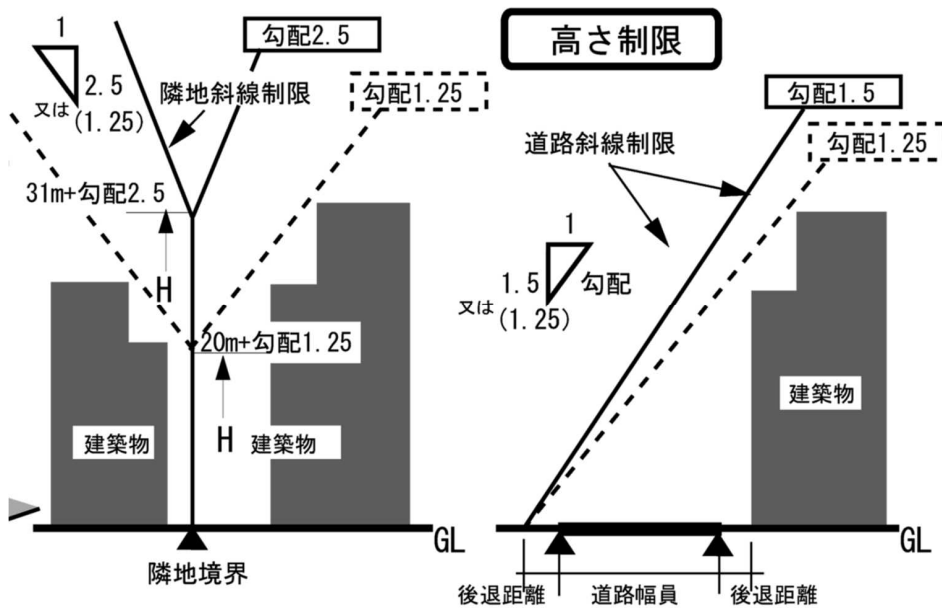 高さ制限
1
2.5
又は(1.25)
勾配2.5
隣地斜線制限
勾配1.25
31m+勾配2.5
H
20m+勾配1.25
H
建築物
建築物
GL
隣地境界
勾配1.5
勾配1.25
道路斜線制限
1
1.5
勾配
又は(1.25)
建築物
GL
後退距離
道路幅員
後退距離